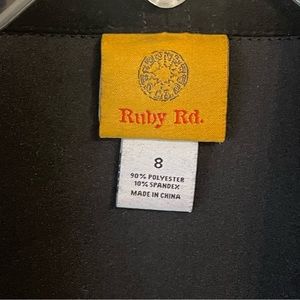 Ruby Rd.
8
90% POLYESTER
10% SPANDEX
MADE IN CHINA